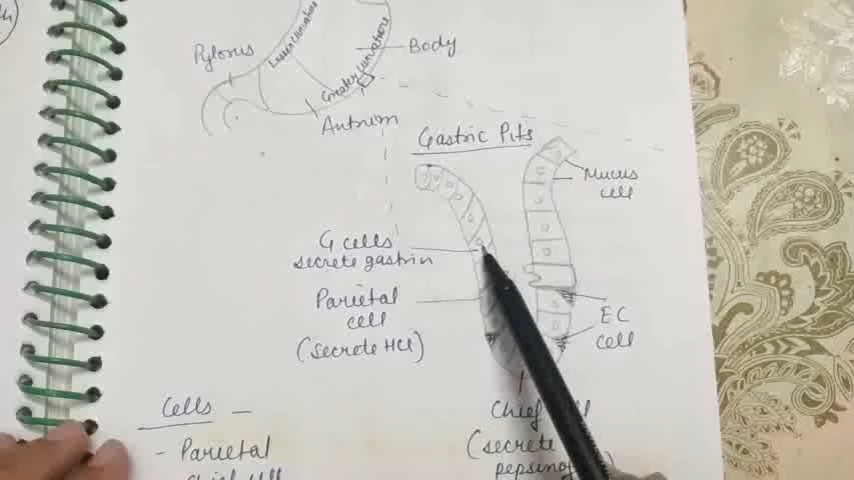 Pylorus
Lesser curvature
Greater curvature
Body
Antrum
Gastric Pits
Mucus
cell
G cells
secrete gastrin
Parietal
cell
(secrete HCl)
EC
cell
Cells -
- Parietal
(secrete